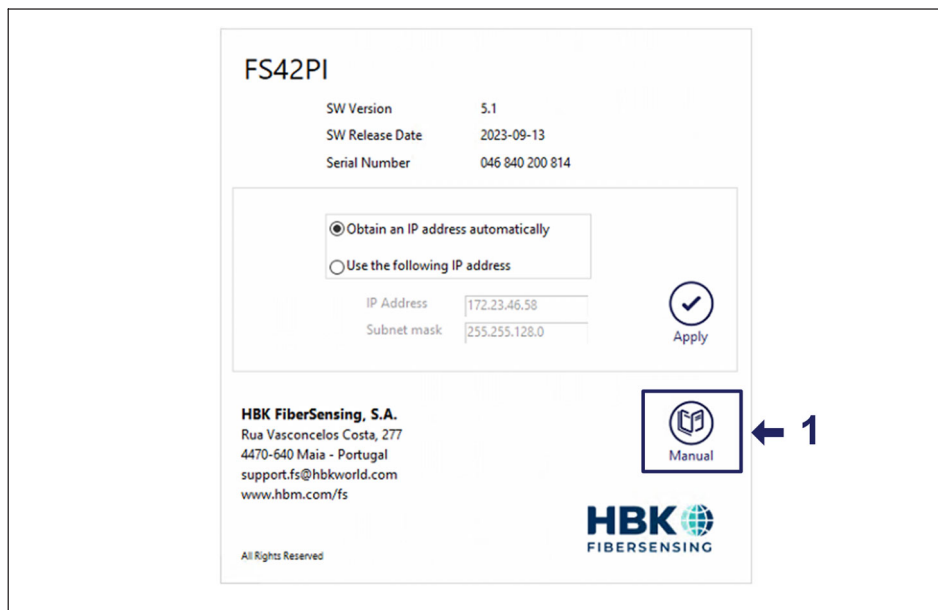 FS42PI
SW Version 5.1
SW Release Date 2023-09-13
Serial Number 046 840 200 814
Obtain an IP address automatically
Use the following IP address
IP Address 172.23.46.58
Subnet mask 255.255.128.0
Apply
HBK FiberSensing, S.A.
Rua Vasconcelos Costa, 277
4470-640 Maia - Portugal
support.fs@hbkworld.com
www.hbm.com/fs
Manual
1
HBK
FIBERSENSING
All Rights Reserved